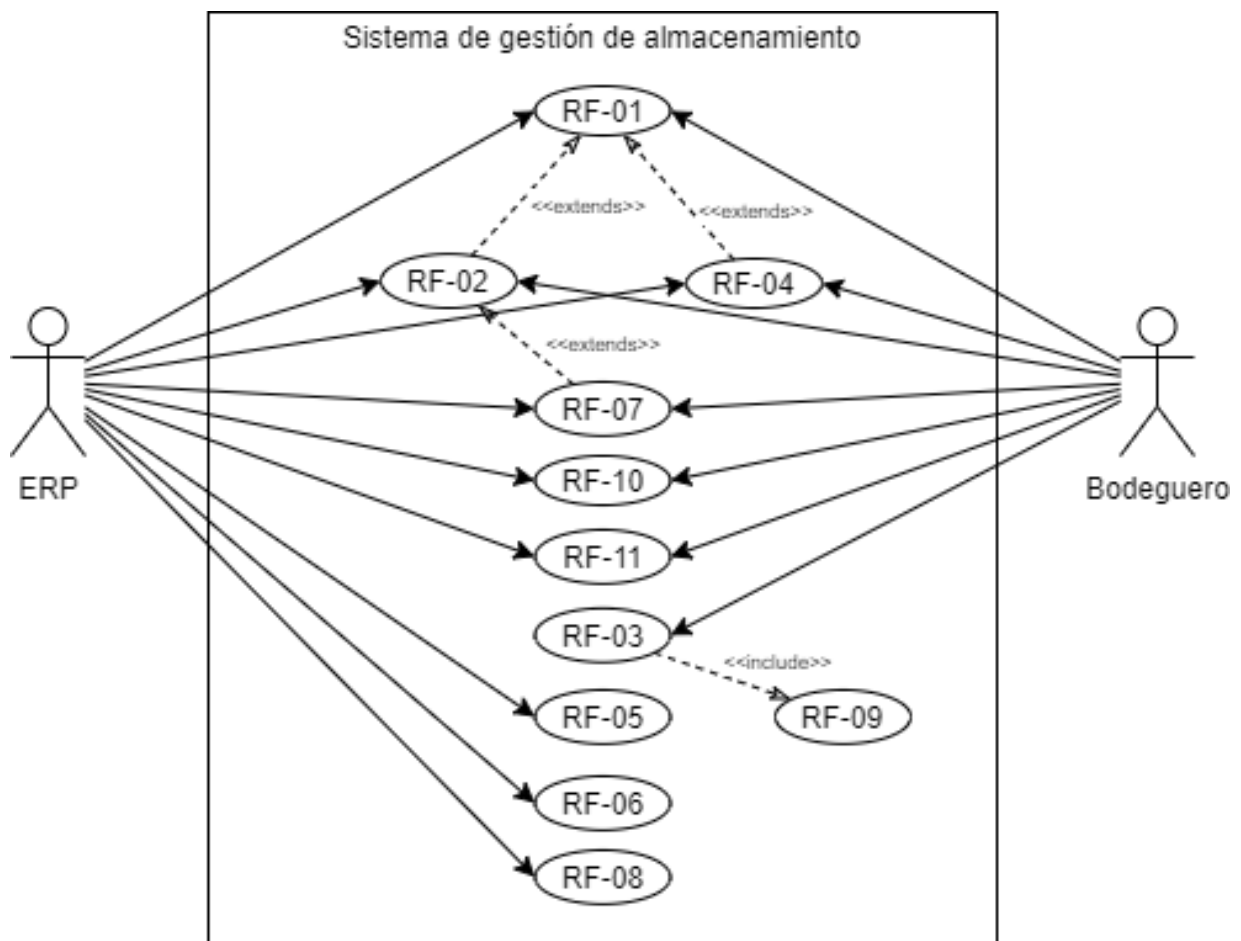 Sistema de gestión de almacenamiento
RF-01
<<extends>>
<<extends>>
RF-02
RF-04
<<extends>>
RF-07
RF-10
ERP
Bodeguero
RF-11
RF-03
<<include>>
RF-05
RF-09
RF-06
RF-08